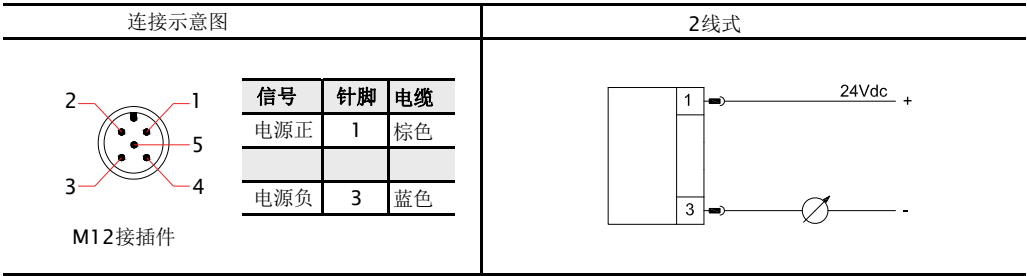 连接示意图
2线式
2
1
5
3
4
M12接插件
信号 针脚 电缆
电源正 1 棕色
电源负 3 蓝色
1
24Vdc +
3
-